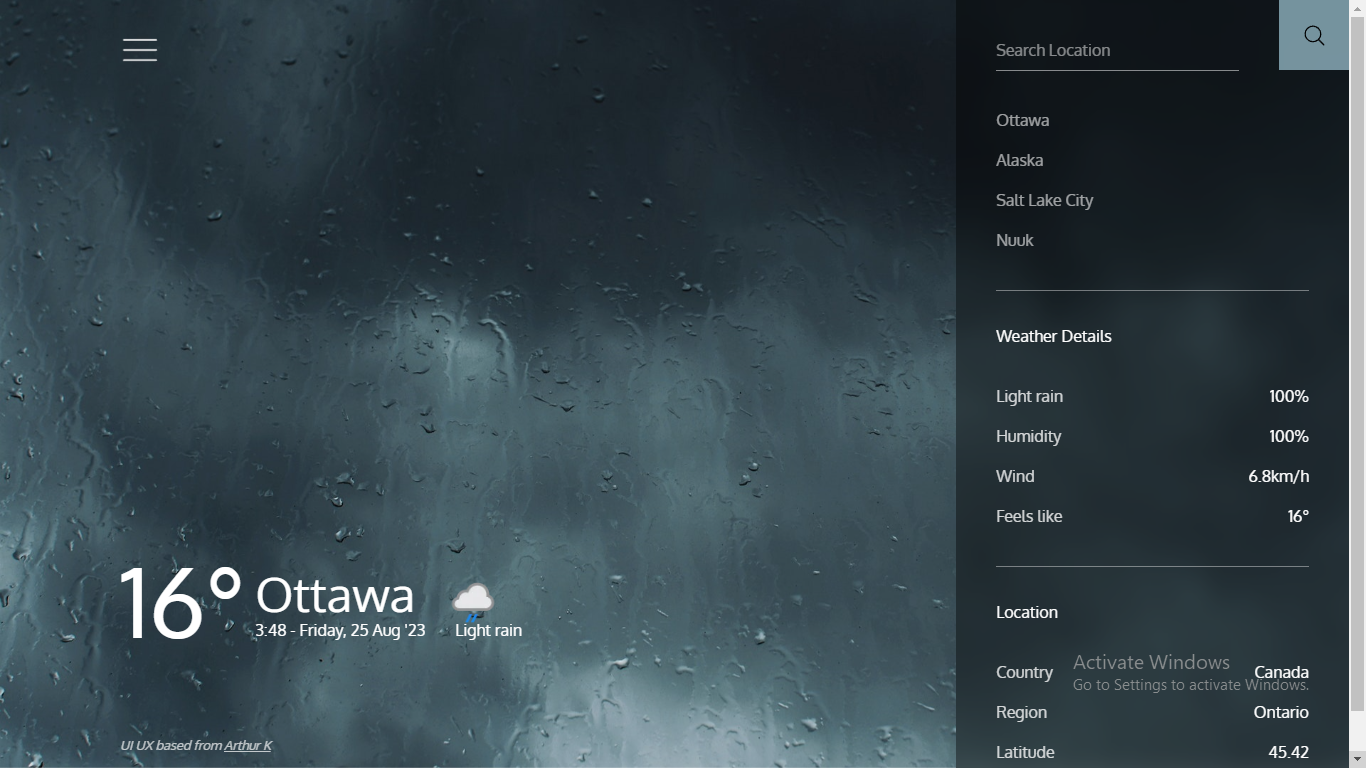 Search Location
Ottawa
Alaska
Salt Lake City
Nuuk
Weather Details
Light rain 100%
Humidity 100%
Wind 6.8km/h
Feels like 16°
16° Ottawa
3:48 - Friday, 25 Aug '23 Light rain
Location
Activate Windows
Country Canada
Go to Settings to activate Windows.
Region Ontario
Latitude 45.42
UI UX based from Arthur K